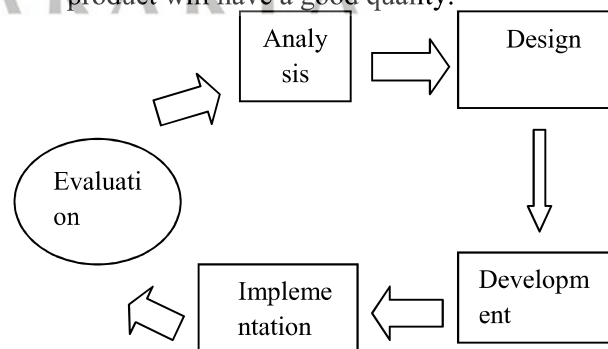 product will have a good quality.
Analy
sis
Design
Evaluati
on
Developm
ent
Impleme
ntation